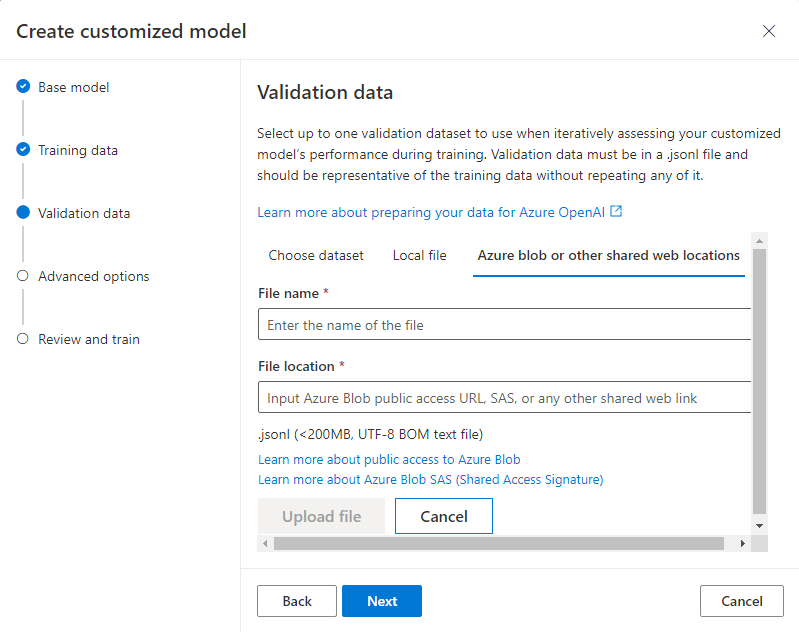 Create customized model
Base model
Training data
Validation data
Advanced options
Review and train
Validation data
Select up to one validation dataset to use when iteratively assessing your customized
model’s performance during training. Validation data must be in a .jsonl file and
should be representative of the training data without repeating any of it.
Learn more about preparing your data for Azure OpenAI
Choose dataset Local file Azure blob or other shared web locations
File name *
Enter the name of the file
File location *
Input Azure Blob public access URL, SAS, or any other shared web link
.jsonl (<200MB, UTF-8 BOM text file)
Learn more about public access to Azure Blob
Learn more about Azure Blob SAS (Shared Access Signature)
Upload file Cancel
Back Next Cancel